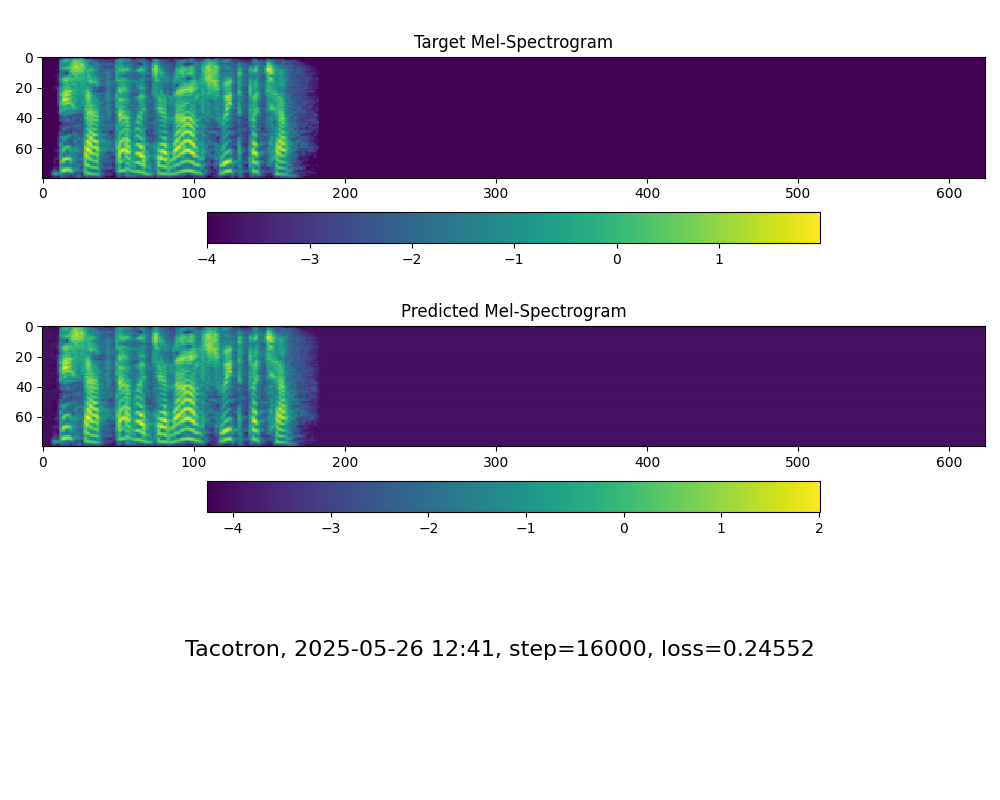 Target Mel-Spectrogram
0
20
40
60
0 100 200 300 400 500 600
−4 −3 −2 −1 0 1
Predicted Mel-Spectrogram
0
20
40
60
0 100 200 300 400 500 600
−4 −3 −2 −1 0 1 2
Tacotron, 2025-05-26 12:41, step=16000, loss=0.24552